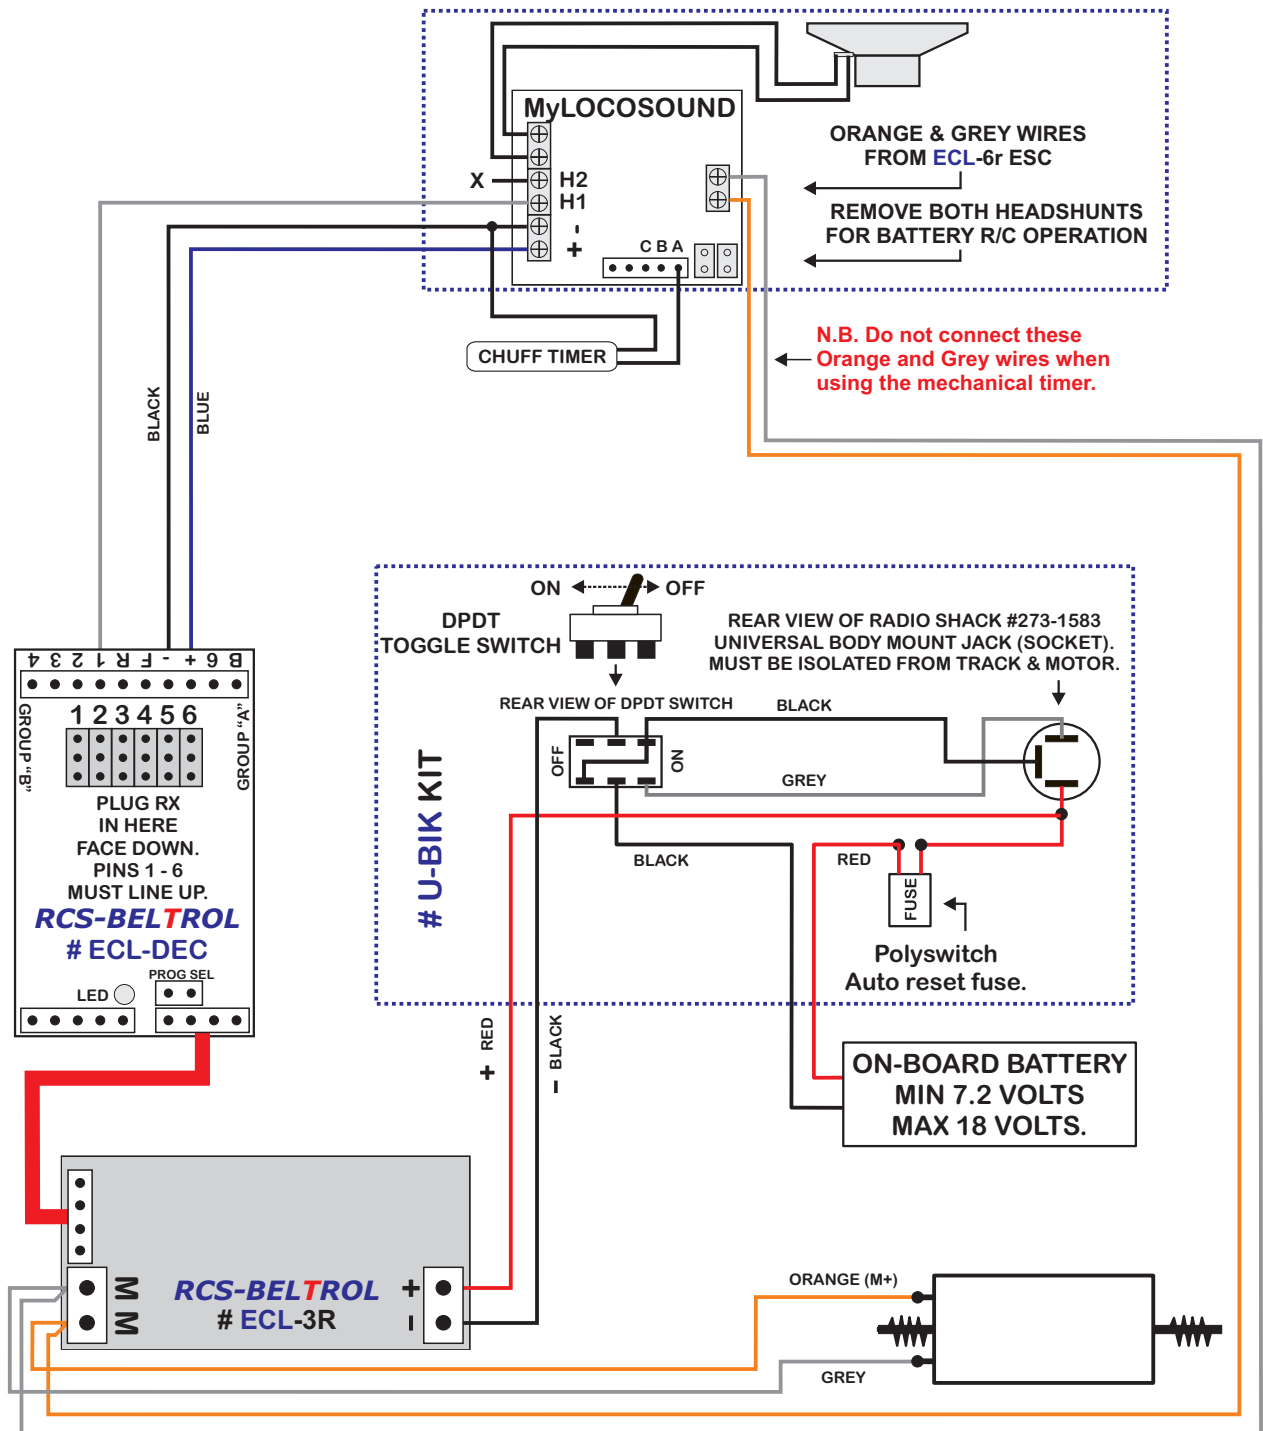 MyLOCOSOUND
ORANGE & GREY WIRES
FROM ECL-6r ESC
X
H2
H1
-
+
C B A
REMOVE BOTH HEADSHUNTS
FOR BATTERY R/C OPERATION
CHUFF TIMER
N.B. Do not connect these
Orange and Grey wires when
using the mechanical timer.
BLACK
BLUE
ON
OFF
DPDT
TOGGLE SWITCH
REAR VIEW OF RADIO SHACK #273-1583
UNIVERSAL BODY MOUNT JACK (SOCKET).
MUST BE ISOLATED FROM TRACK & MOTOR.
REAR VIEW OF DPDT SWITCH
BLACK
OFF
ON
GREY
# U-BIK KIT
BLACK
RED
FUSE
Polyswitch
Auto reset fuse.
4 3 2 1 R F - + 6 B
GROUP "B"
1 2 3 4 5 6
GROUP "A"
PLUG RX
IN HERE
FACE DOWN.
PINS 1 - 6
MUST LINE UP.
RCS-BELTROL
# ECL-DEC
PROG SEL
LED
+ RED
- BLACK
ON-BOARD BATTERY
MIN 7.2 VOLTS
MAX 18 VOLTS.
M
M
RCS-BELTROL
# ECL-3R
+
-
ORANGE (M+)
GREY